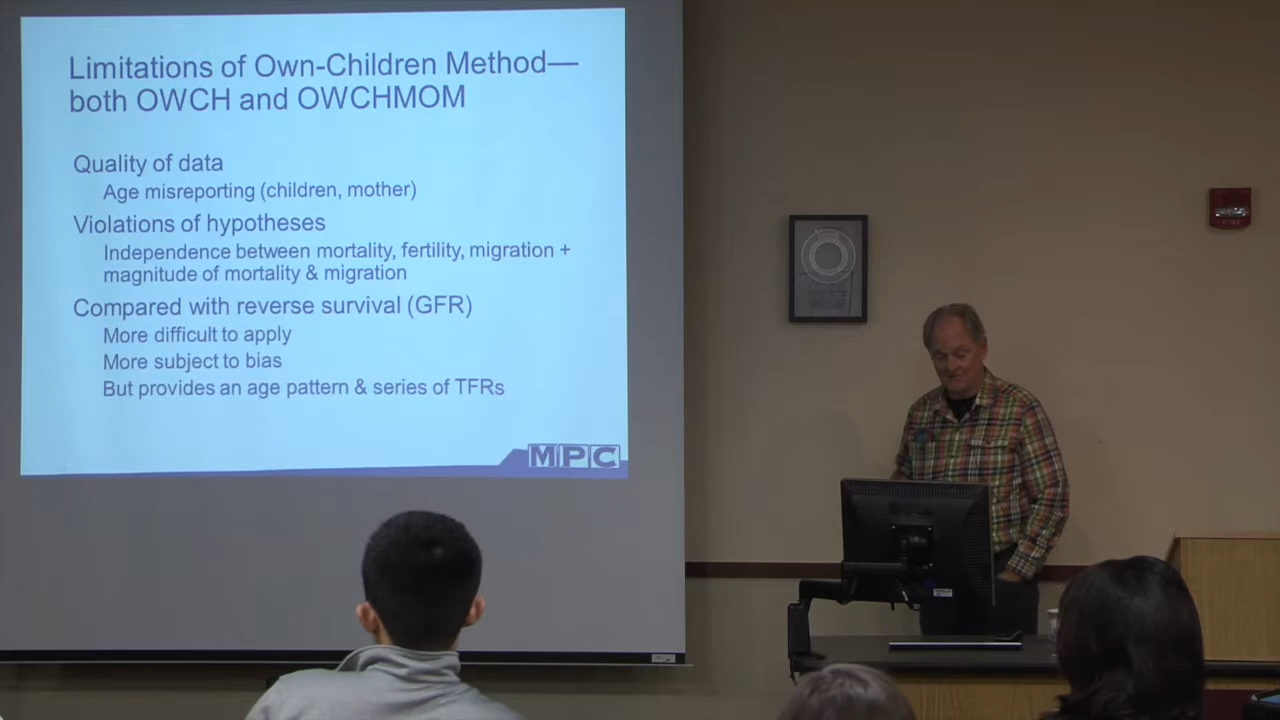 Limitations of Own-Children Method—
both OWCH and OWCHMOM
Quality of data
Age misreporting (children, mother)
Violations of hypotheses
Independence between mortality, fertility, migration +
magnitude of mortality & migration
Compared with reverse survival (GFR)
More difficult to apply
More subject to bias
But provides an age pattern & series of TFRs
MPC